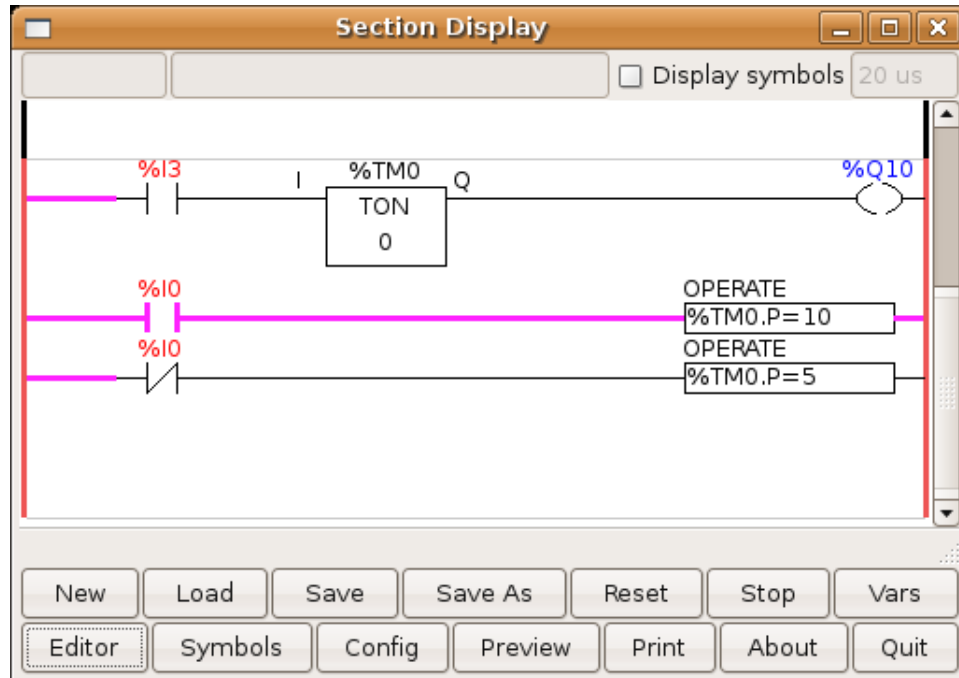 Section Display
Display symbols 20 us
%I3 I %TM0 Q %Q10
TON
0
%I0 OPERATE
%TM0.P=10
%I0 OPERATE
%TM0.P=5
New Load Save Save As Reset Stop Vars
Editor Symbols Config Preview Print About Quit